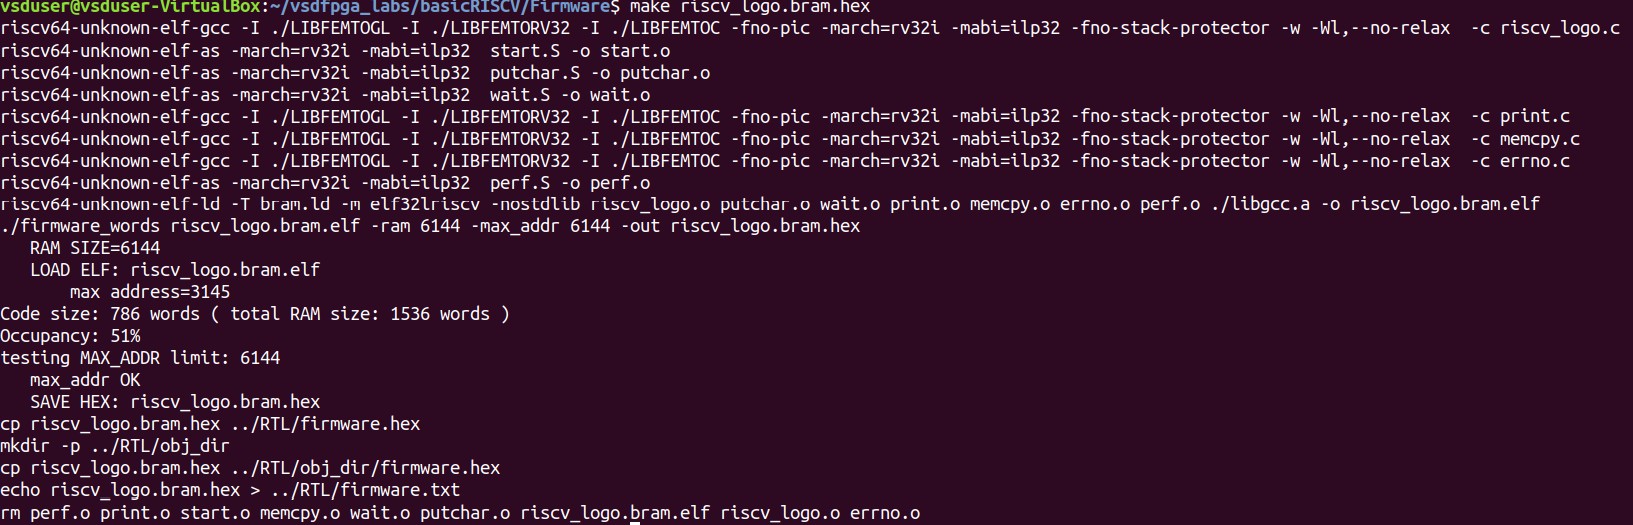 vsduser@vsduser-VirtualBox:~/vsdfpga_labs/basicRISCV/Firmware$ make riscv_logo.bram.hex
riscv64-unknown-elf-gcc -I ./LIBFEMTOGL -I ./LIBFEMTORV32 -I ./LIBFEMTOC -fno-pic -march=rv32i -mabi=ilp32 -fno-stack-protector -w -Wl,--no-relax  -c riscv_logo.c
riscv64-unknown-elf-as -march=rv32i -mabi=ilp32  start.S -o start.o
riscv64-unknown-elf-as -march=rv32i -mabi=ilp32  putchar.S -o putchar.o
riscv64-unknown-elf-as -march=rv32i -mabi=ilp32  wait.S -o wait.o
riscv64-unknown-elf-gcc -I ./LIBFEMTOGL -I ./LIBFEMTORV32 -I ./LIBFEMTOC -fno-pic -march=rv32i -mabi=ilp32 -fno-stack-protector -w -Wl,--no-relax  -c print.c
riscv64-unknown-elf-gcc -I ./LIBFEMTOGL -I ./LIBFEMTORV32 -I ./LIBFEMTOC -fno-pic -march=rv32i -mabi=ilp32 -fno-stack-protector -w -Wl,--no-relax  -c memcpy.c
riscv64-unknown-elf-gcc -I ./LIBFEMTOGL -I ./LIBFEMTORV32 -I ./LIBFEMTOC -fno-pic -march=rv32i -mabi=ilp32 -fno-stack-protector -w -Wl,--no-relax  -c errno.c
riscv64-unknown-elf-as -march=rv32i -mabi=ilp32  perf.S -o perf.o
riscv64-unknown-elf-ld -T bram.ld -m elf32lriscv -nostdlib riscv_logo.o putchar.o wait.o print.o memcpy.o errno.o perf.o ./libgcc.a -o riscv_logo.bram.elf
./firmware_words riscv_logo.bram.elf -ram 6144 -max_addr 6144 -out riscv_logo.bram.hex
   RAM SIZE=6144
   LOAD ELF: riscv_logo.bram.elf
       max address=3145
Code size: 786 words ( total RAM size: 1536 words )
Occupancy: 51%
testing MAX_ADDR limit: 6144
   max_addr OK
   SAVE HEX: riscv_logo.bram.hex
cp riscv_logo.bram.hex ../RTL/firmware.hex
mkdir -p ../RTL/obj_dir
cp riscv_logo.bram.hex ../RTL/obj_dir/firmware.hex
echo riscv_logo.bram.hex > ../RTL/firmware.txt
rm perf.o print.o start.o memcpy.o wait.o putchar.o riscv_logo.bram.elf riscv_logo.o errno.o